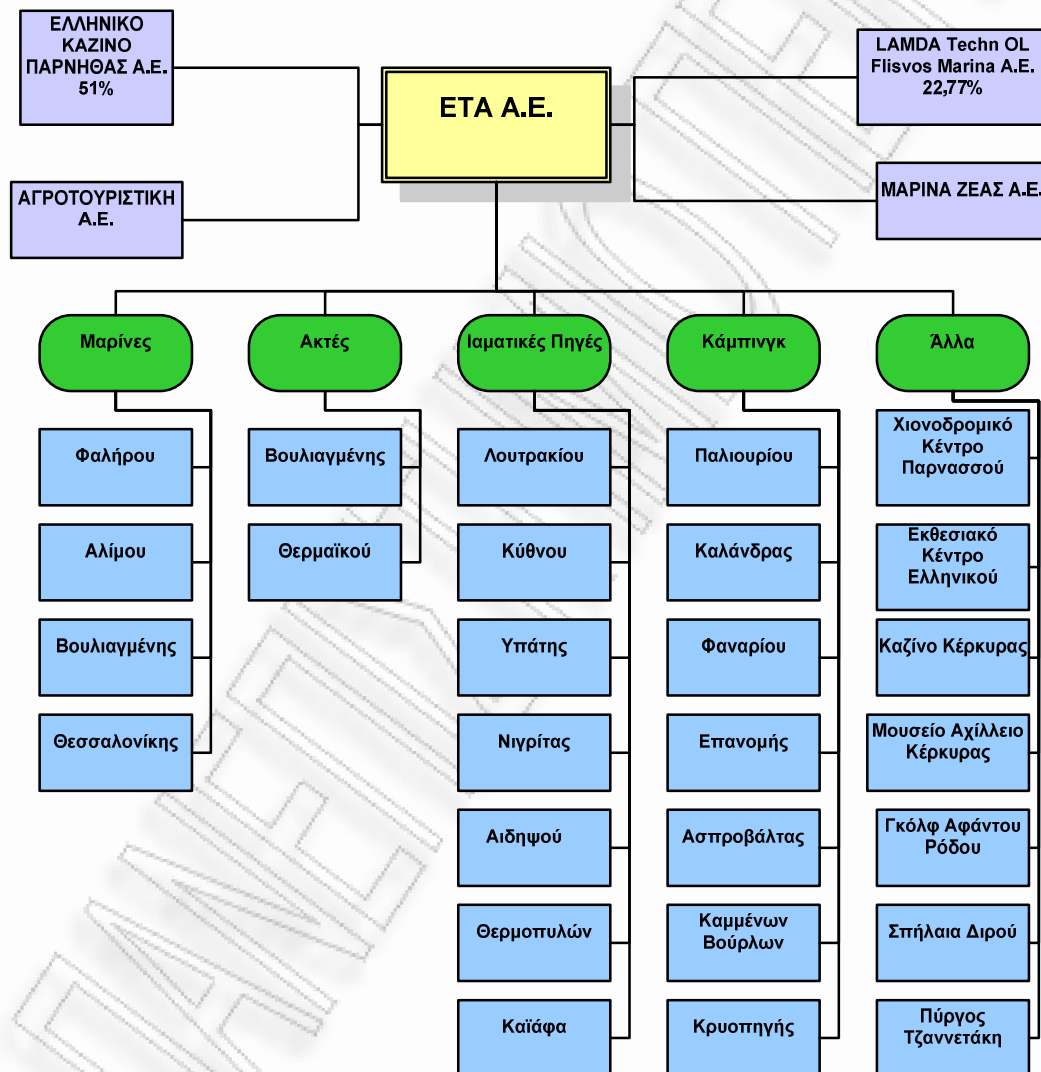 ΕΛΛΗΝΙΚΟ
ΚΑΖΙΝΟ
ΠΑΡΝΗΘΑΣ Α.Ε.
51%
ΕΤΑ Α.Ε.
LAMDA Techn OL
Flisvos Marina Α.Ε.
22,77%
ΑΓΡΟΤΟΥΡΙΣΤΙΚΗ
Α.Ε.
ΜΑΡΙΝΑ ΖΕΑΣ Α.Ε.
Μαρίνες
Φαλήρου
Αλίμου
Βουλιαγμένης
Θεσσαλονίκης
Ακτές
Βουλιαγμένης
Θερμαϊκού
Ιαματικές Πηγές
Λουτρακίου
Κύθνου
Υπάτης
Νιγρίτας
Αιδηψού
Θερμοπυλών
Καϊάφα
Κάμπινγκ
Παλιουρίου
Καλάνδρας
Φαναρίου
Επανομής
Ασπροβάλτας
Καμμένων
Βούρλων
Κρυοπηγής
Άλλα
Χιονοδρομικό
Κέντρο
Παρνασσού
Εκθεσιακό
Κέντρο
Ελληνικού
Καζίνο Κέρκυρας
Μουσείο Αχίλλειο
Κέρκυρας
Γκόλφ Αφάντου
Ρόδου
Σπήλαια Διρού
Πύργος
Τζαννετάκη